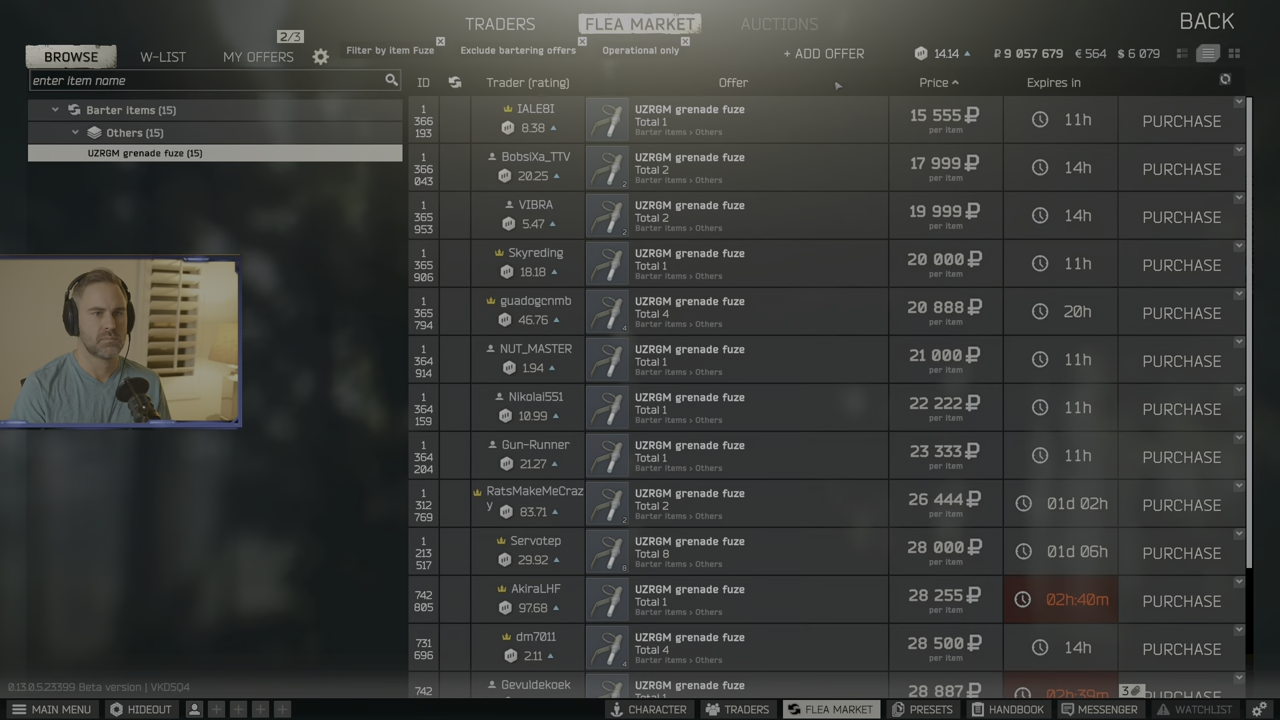 TRADERS
FLEA MARKET
AUCTIONS
BACK
BROWSE
W-LIST
2/3
MY OFFERS
Filter by item Fuze
Exclude bartering offers
Operational only
+ ADD OFFER
14.14
₽ 9 057 679
€ 564
$ 6 079
enter item name
ID
Trader (rating)
Offer
Price
Expires in
Barter items (15)
Others (15)
UZRGM grenade fuze (15)
1 366 193
IALEBI
8.38
UZRGM grenade fuze
Total 1
Barter items › Others
15 555 ₽
per item
11h
PURCHASE
1 366 043
BobsiXa_TTV
20.25
2
UZRGM grenade fuze
Total 2
Barter items › Others
17 999 ₽
per item
14h
PURCHASE
1 365 953
VIBRA
5.47
2
UZRGM grenade fuze
Total 2
Barter items › Others
19 999 ₽
per item
14h
PURCHASE
1 365 906
Skyreding
18.18
UZRGM grenade fuze
Total 1
Barter items › Others
20 000 ₽
per item
11h
PURCHASE
1 365 794
guadogcnmb
46.76
4
UZRGM grenade fuze
Total 4
Barter items › Others
20 888 ₽
per item
20h
PURCHASE
1 364 914
NUT_MASTER
1.94
UZRGM grenade fuze
Total 1
Barter items › Others
21 000 ₽
per item
11h
PURCHASE
1 364 159
Nikolai551
10.99
UZRGM grenade fuze
Total 1
Barter items › Others
22 222 ₽
per item
11h
PURCHASE
1 364 204
Gun-Runner
21.27
UZRGM grenade fuze
Total 1
Barter items › Others
23 333 ₽
per item
11h
PURCHASE
1 312 769
RatsMakeMeCrazy
83.71
2
UZRGM grenade fuze
Total 2
Barter items › Others
26 444 ₽
per item
01d 02h
PURCHASE
1 213 517
Servotep
29.92
8
UZRGM grenade fuze
Total 8
Barter items › Others
28 000 ₽
per item
01d 06h
PURCHASE
742 805
AkiraLHF
97.68
UZRGM grenade fuze
Total 1
Barter items › Others
28 255 ₽
per item
02h:40m
PURCHASE
731 696
dm7011
2.11
4
UZRGM grenade fuze
Total 4
Barter items › Others
28 500 ₽
per item
14h
PURCHASE
742
Gevuldekoek
UZRGM grenade fuze
28 887 ₽
02h:39m
PURCHASE
3
0.13.0.5.23399 Beta version | VKD5Q4
MAIN MENU
HIDEOUT
CHARACTER
TRADERS
FLEA MARKET
PRESETS
HANDBOOK
MESSENGER
WATCHLIST